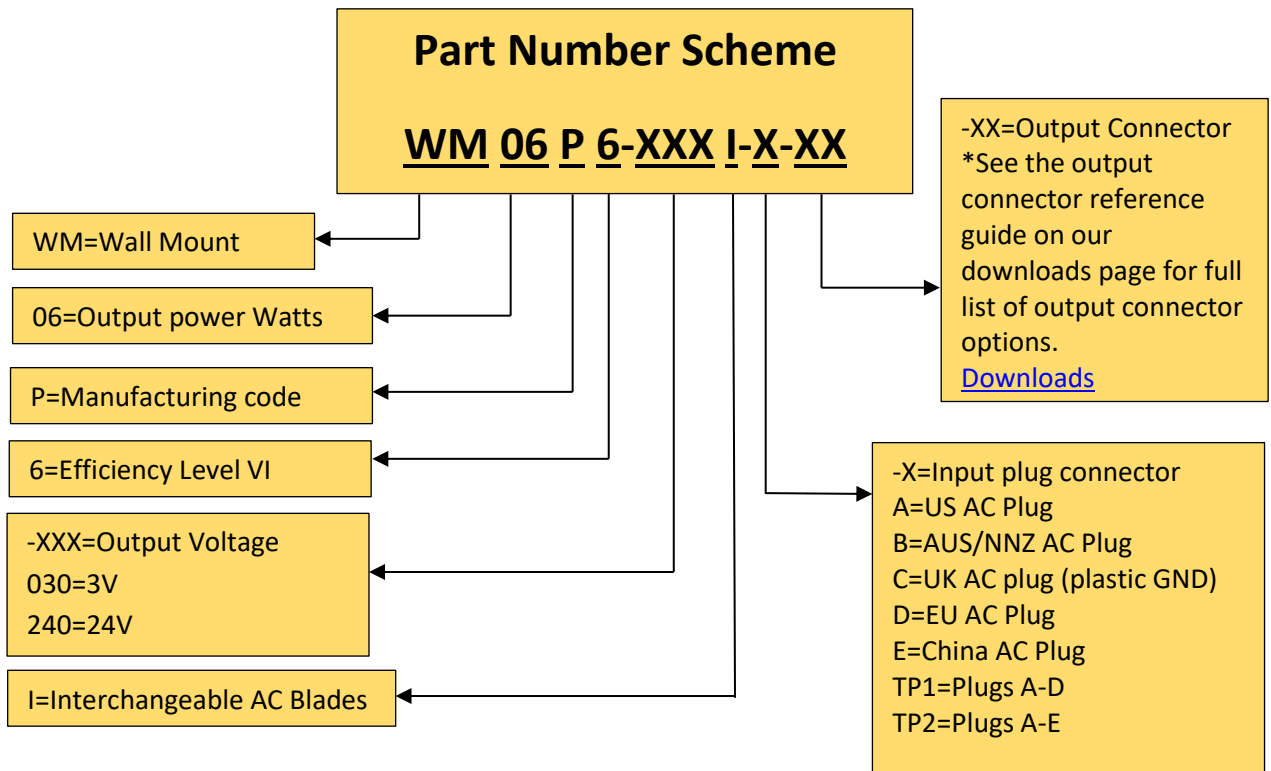 Part Number Scheme
WM 06 P 6-XXX I-X-XX
WM=Wall Mount
06=Output power Watts
P=Manufacturing code
6=Efficiency Level VI
-XXX=Output Voltage
030=3V
240=24V
I=Interchangeable AC Blades
-XX=Output Connector
*See the output
connector reference
guide on our
downloads page for full
list of output connector
options.
Downloads
-X=Input plug connector
A=US AC Plug
B=AUS/NNZ AC Plug
C=UK AC plug (plastic GND)
D=EU AC Plug
E=China AC Plug
TP1=Plugs A-D
TP2=Plugs A-E